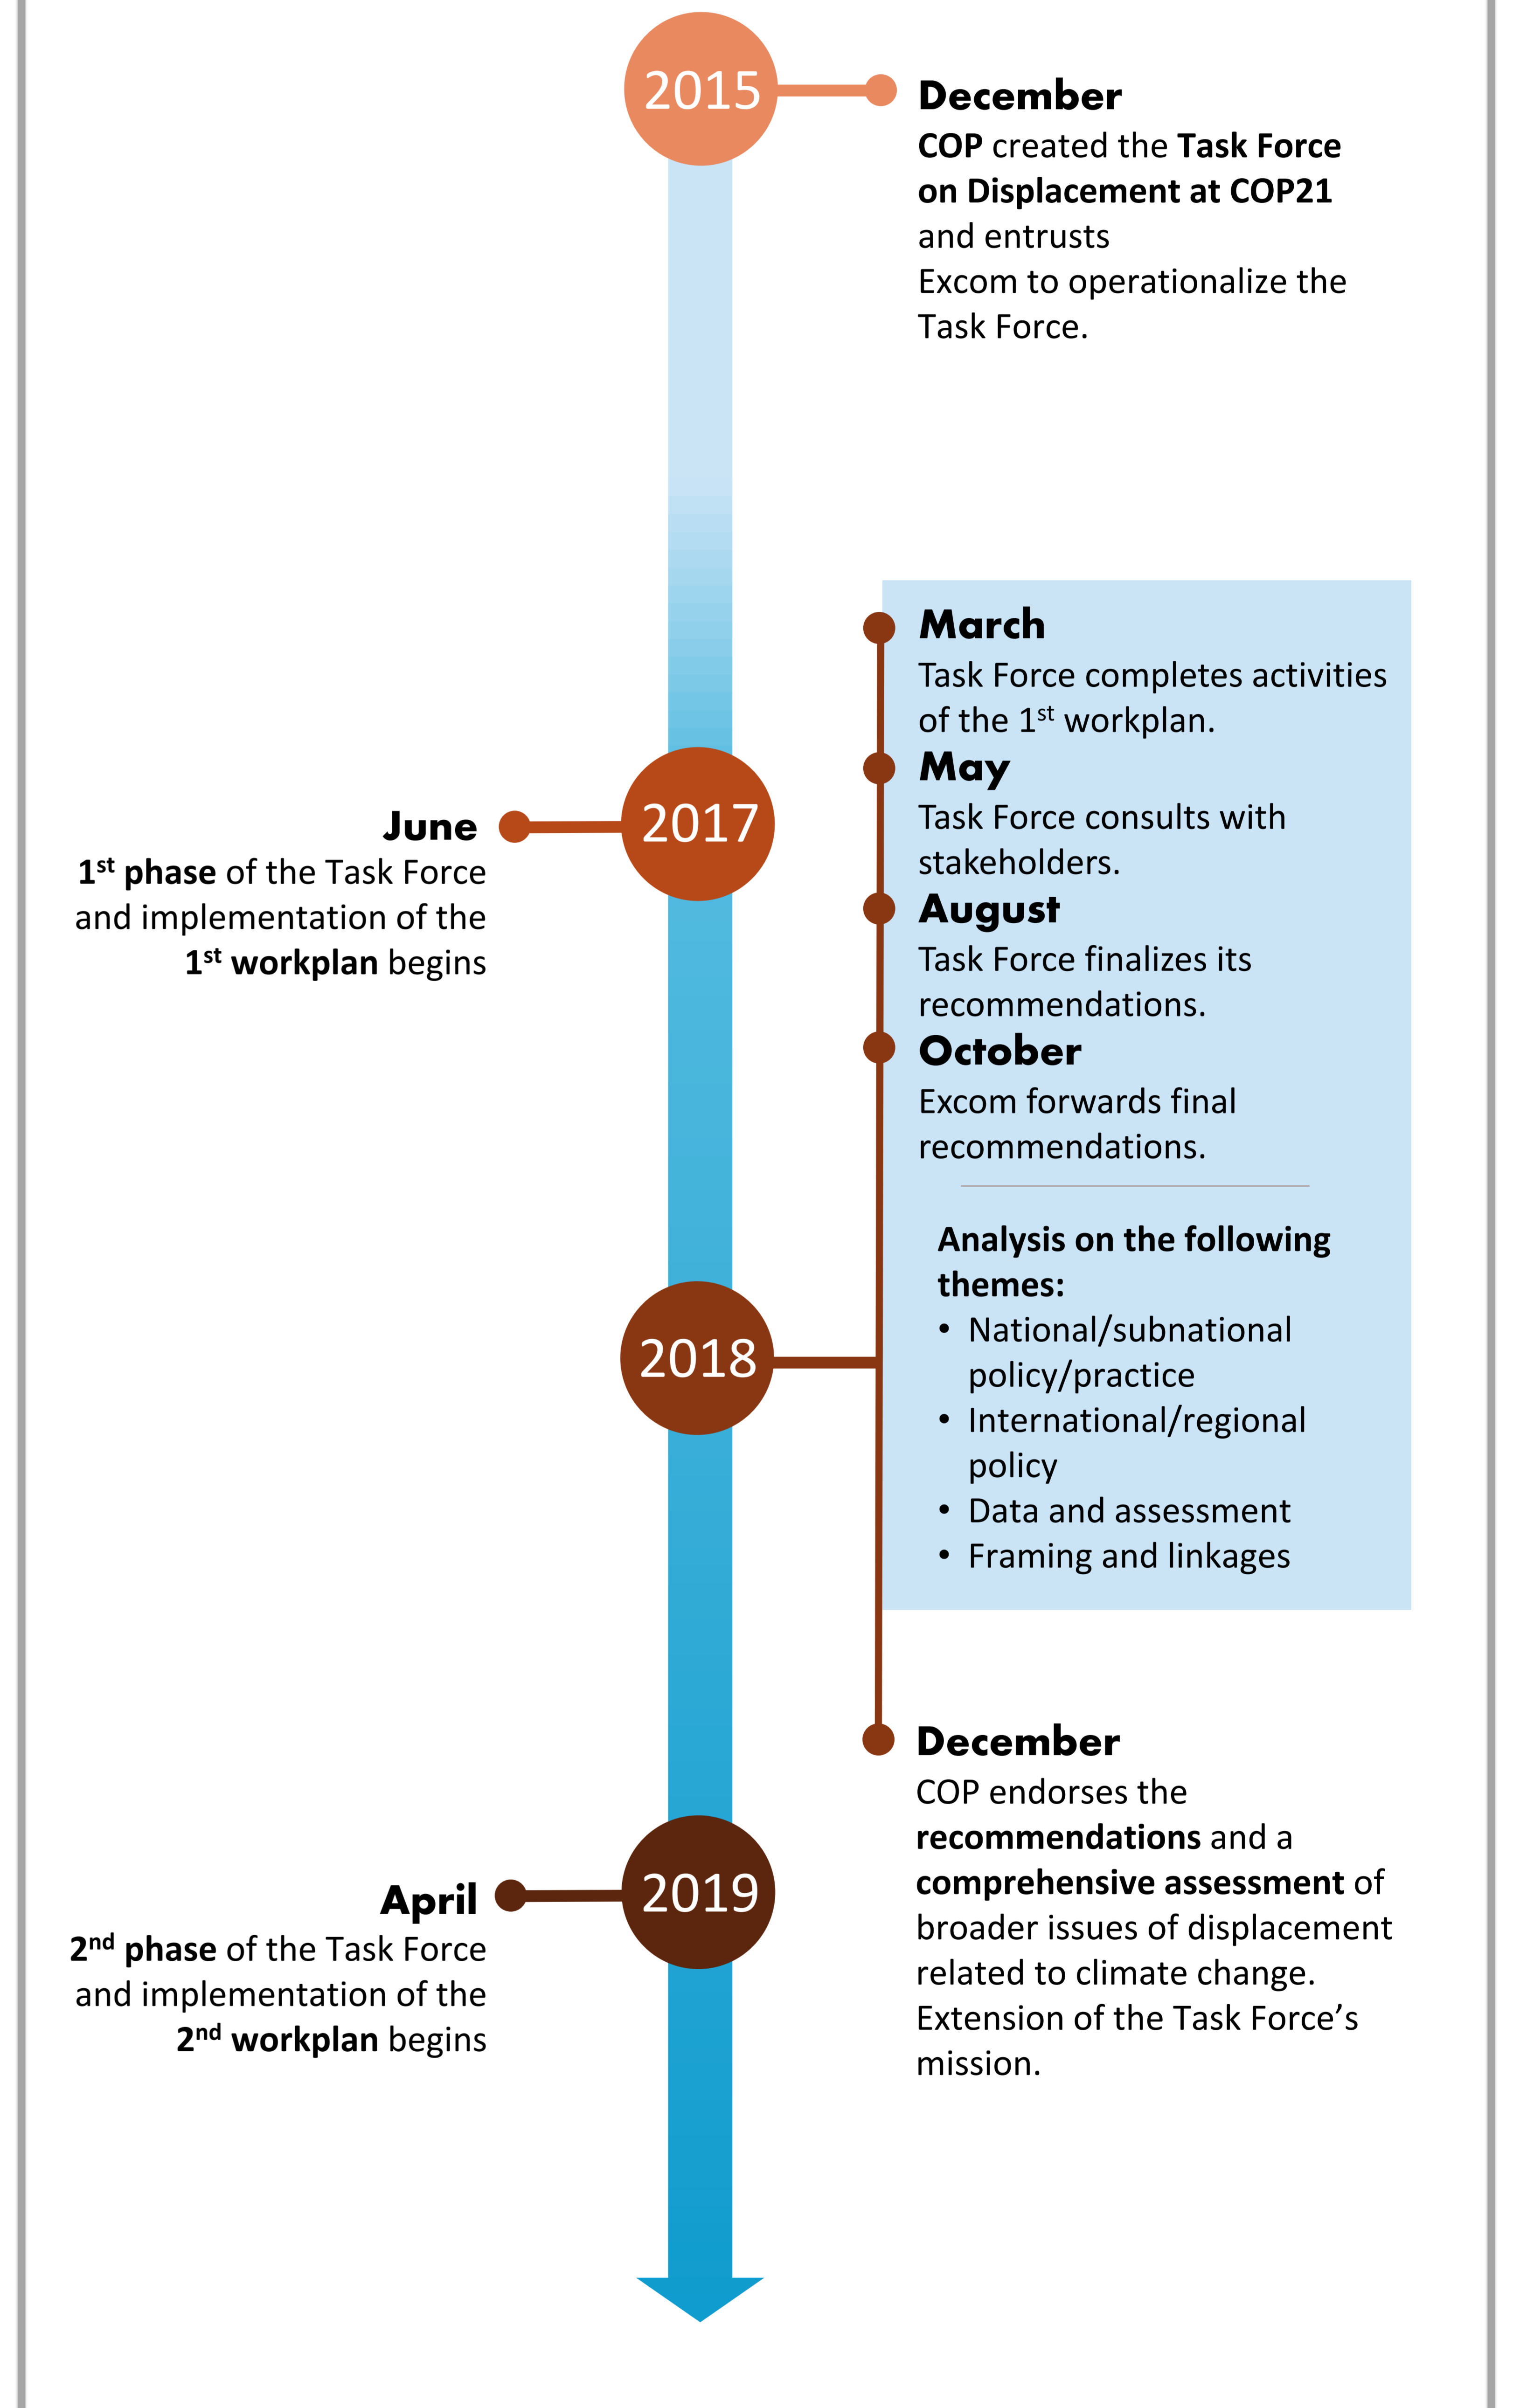 2015
December
COP created the Task Force
on Displacement at COP21
and entrusts
Excom to operationalize the
Task Force.
2017
June
1st phase of the Task Force
and implementation of the
1st workplan begins
2018
March
Task Force completes activities
of the 1st workplan.
May
Task Force consults with
stakeholders.
August
Task Force finalizes its
recommendations.
October
Excom forwards final
recommendations.
Analysis on the following
themes:
• National/subnational
policy/practice
• International/regional
policy
• Data and assessment
• Framing and linkages
December
COP endorses the
recommendations and a
comprehensive assessment of
broader issues of displacement
related to climate change.
Extension of the Task Force’s
mission.
2019
April
2nd phase of the Task Force
and implementation of the
2nd workplan begins